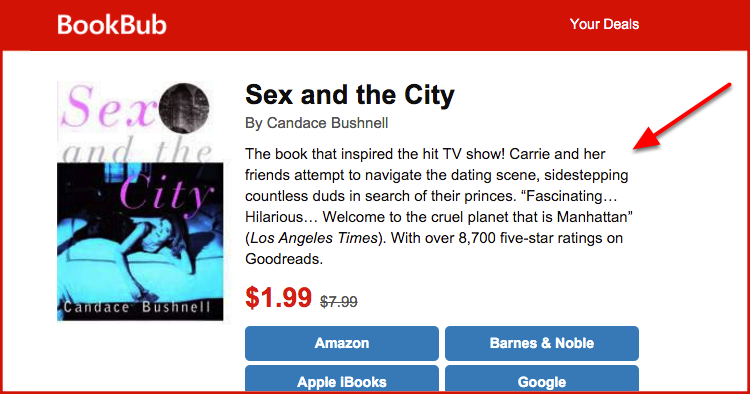 BookBub
Your Deals
Sex
and the
City
Candace Bushnell
Sex and the City
By Candace Bushnell
The book that inspired the hit TV show! Carrie and her
friends attempt to navigate the dating scene, sidestepping
countless duds in search of their princes. “Fascinating…
Hilarious… Welcome to the cruel planet that is Manhattan”
(Los Angeles Times). With over 8,700 five-star ratings on
Goodreads.
$1.99 $7.99
Amazon
Barnes & Noble
Apple iBooks
Google